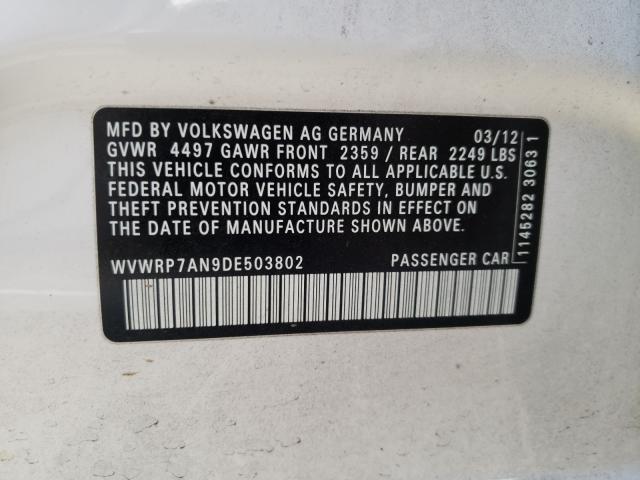 MFD BY VOLKSWAGEN AG GERMANY 03/12
GVWR 4497 GAWR FRONT 2359 / REAR 2249 LBS
THIS VEHICLE CONFORMS TO ALL APPLICABLE U.S.
FEDERAL MOTOR VEHICLE SAFETY, BUMPER AND
THEFT PREVENTION STANDARDS IN EFFECT ON
THE DATE OF MANUFACTURE SHOWN ABOVE.
WVWRP7AN9DE503802 PASSENGER CAR
1145282 3063 1